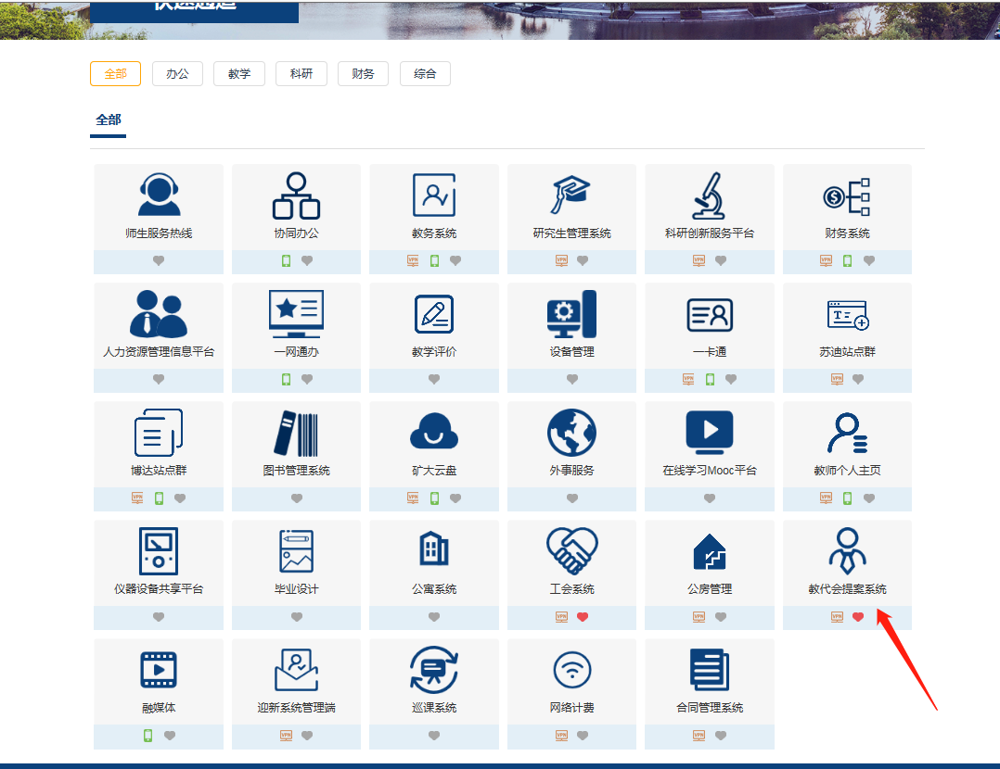 快速通道
全部 办公 教学 科研 财务 综合
全部
师生服务热线 协同办公 教务系统 研究生管理系统 科研创新服务平台 财务系统
VPN VPN VPN VPN
人力资源管理信息平台 一网通办 教学评价 设备管理 一卡通 苏迪站点群
VPN VPN
博达站点群 图书管理系统 矿大云盘 外事服务 在线学习Mooc平台 教师个人主页
VPN VPN VPN
仪器设备共享平台 毕业设计 公寓系统 工会系统 公房管理 教代会提案系统
VPN VPN VPN
融媒体 迎新系统管理端 巡课系统 网络计费 合同管理系统
VPN VPN VPN